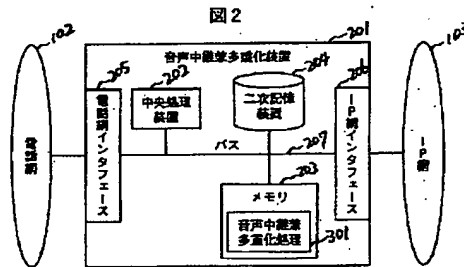 図2
201
102
103
音声中継兼多重化装置
205
202
204
206
中央処理
装置
二次記憶
装置
電話網インタフェース
IP網インタフェース
バス
207
203
電話網
IP網
メモリ
音声中継兼
多重化処理
301